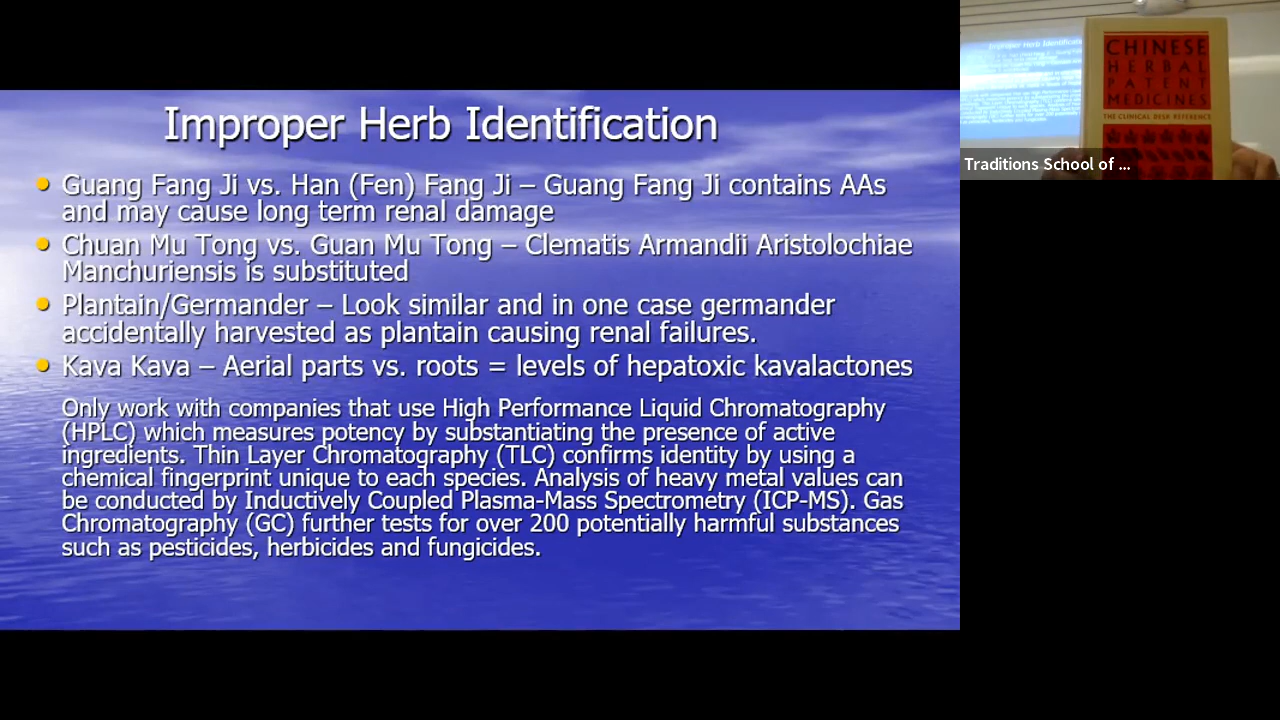 Improper Herb Identification
Guang Fang Ji vs. Han (Fen) Fang Ji – Guang Fang Ji contains AAs
and may cause long term renal damage
Chuan Mu Tong vs. Guan Mu Tong – Clematis Armandii Aristolochiae
Manchuriensis is substituted
Plantain/Germander – Look similar and in one case germander
accidentally harvested as plantain causing renal failures.
Kava Kava – Aerial parts vs. roots = levels of hepatoxic kavalactones
Only work with companies that use High Performance Liquid Chromatography
(HPLC) which measures potency by substantiating the presence of active
ingredients. Thin Layer Chromatography (TLC) confirms identity by using a
chemical fingerprint unique to each species. Analysis of heavy metal values can
be conducted by Inductively Coupled Plasma-Mass Spectrometry (ICP-MS). Gas
Chromatography (GC) further tests for over 200 potentially harmful substances
such as pesticides, herbicides and fungicides.
Improper Herb
CHINESE
HERBAL
PATENT
MEDICINES
THE CLINICAL DESK REFERENCE
Traditions School of ...